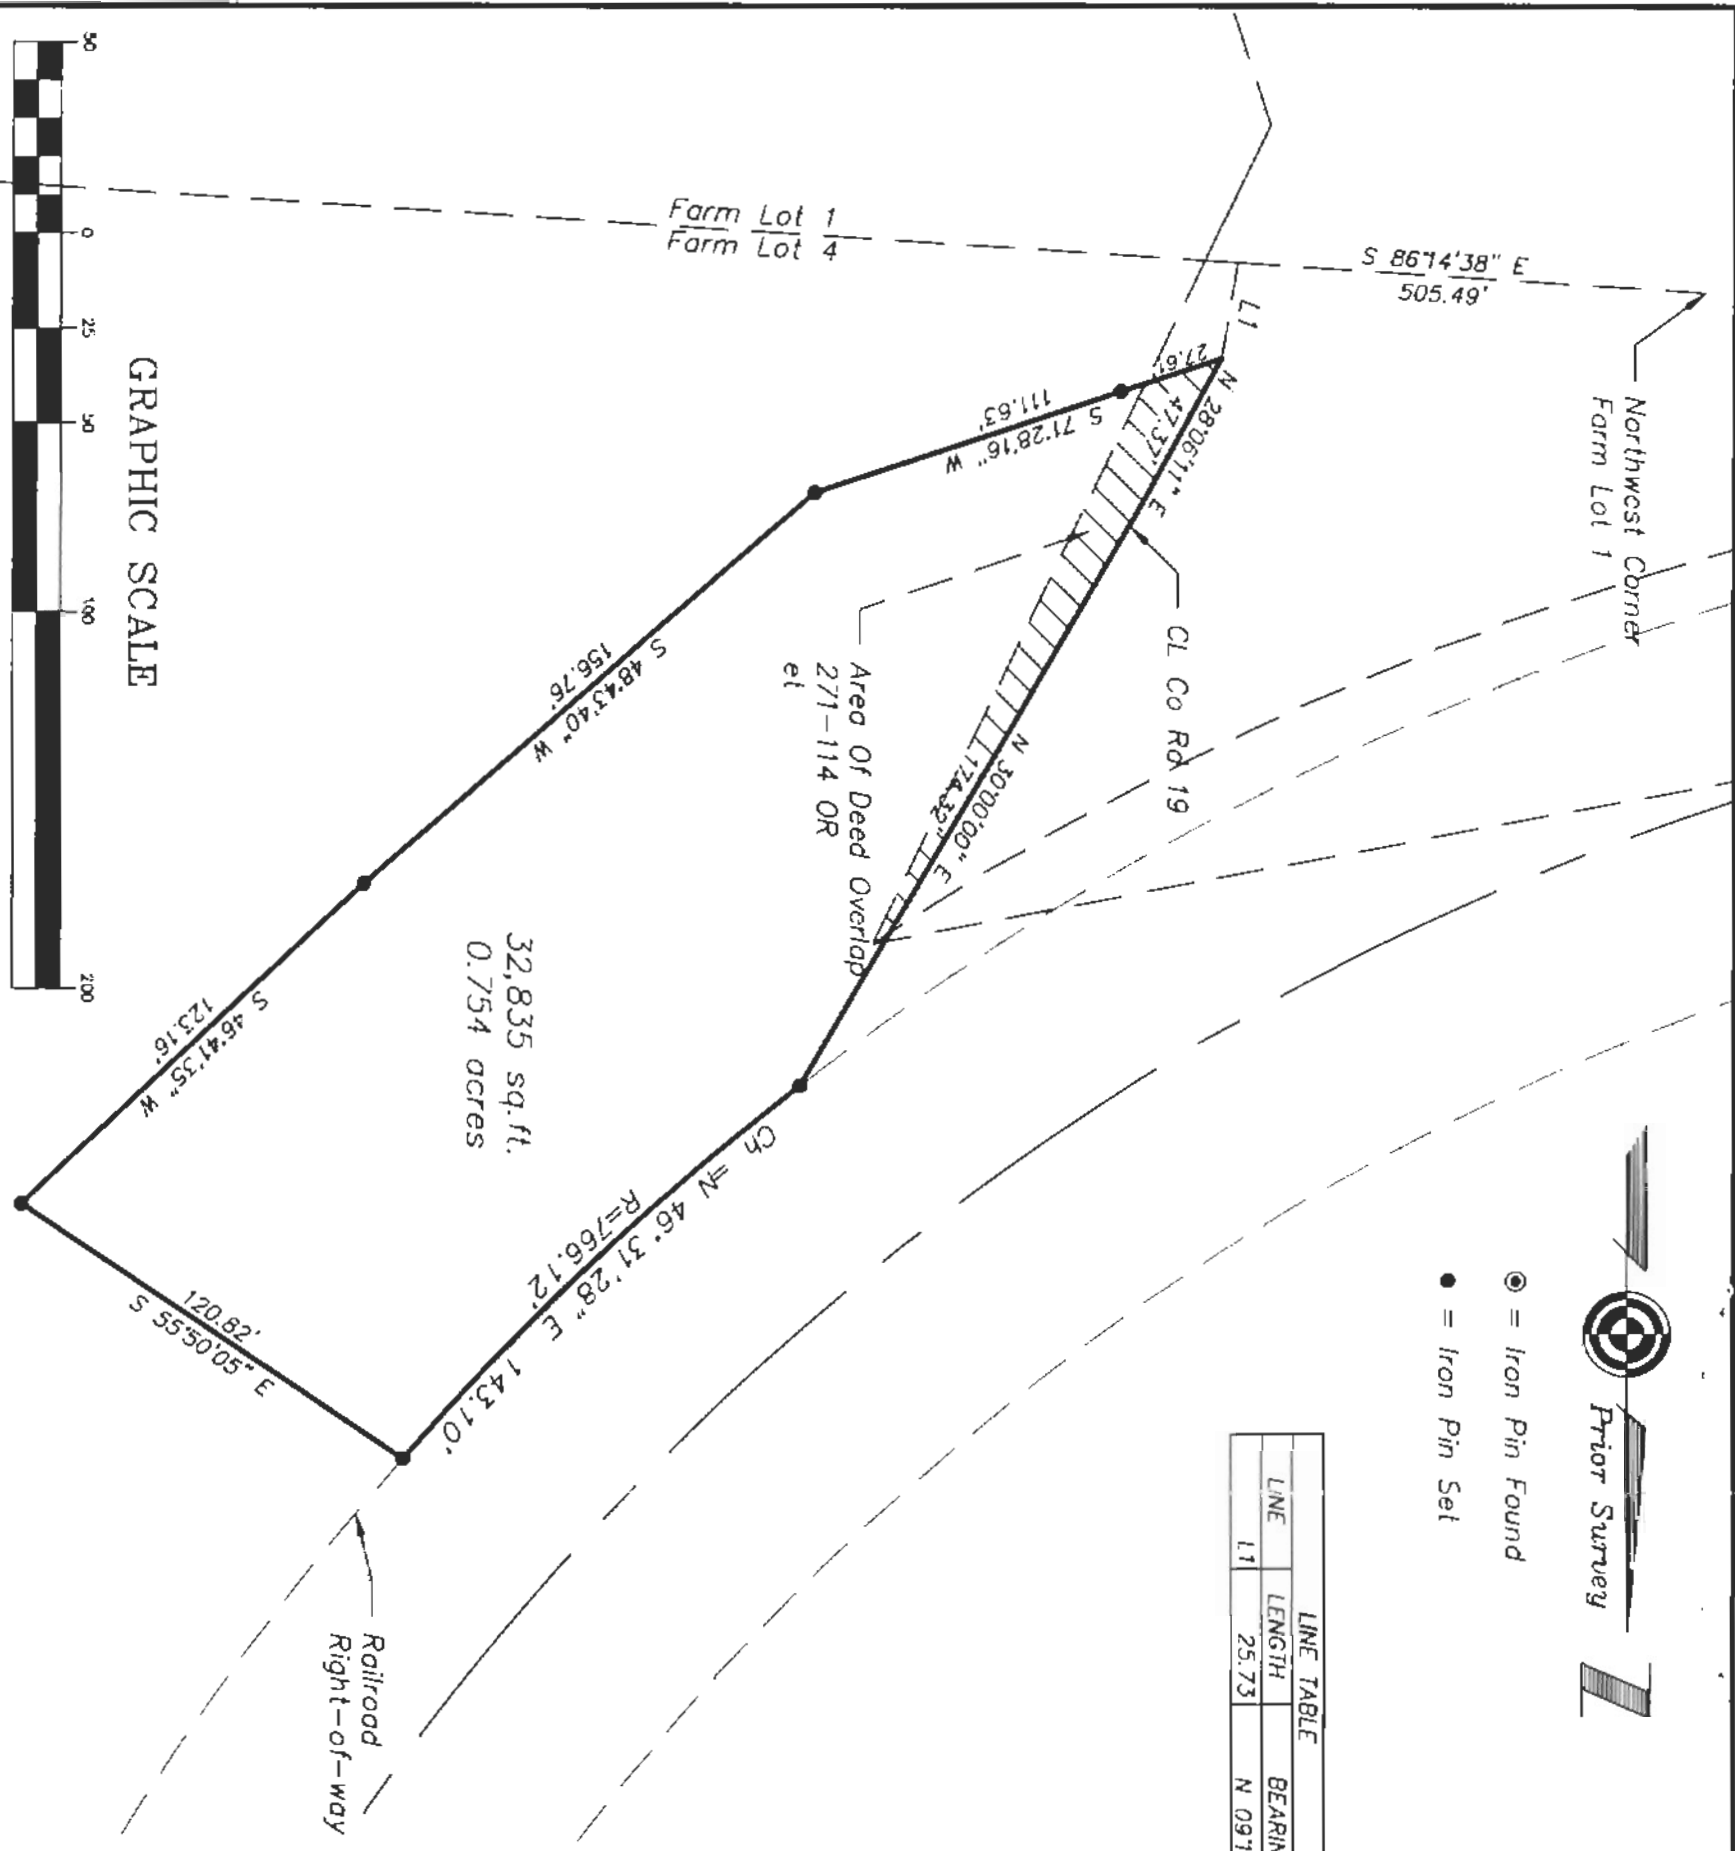 Northwest Corner
Farm Lot 1
S 86°14'38" E
505.49'
Farm Lot 1
Farm Lot 4
L1
27.61'
N 28°06'11" E
47.37'
S 71°28'16" W
111.63'
CL Co Rd 19
Area Of Deed Overlap
271-114 OR
et
N 30°00'00" E
174.32'
S 48°43'40" W
156.76'
32,835 sq.ft.
0.754 acres
S 46°41'35" W
123.16'
Ch =N 46° 31' 28" E 143.10'
R=766.12'
120.82'
S 55°50'05" E
Railroad
Right-of-way
Prior Survey
= Iron Pin Found
= Iron Pin Set
LINE TABLE
LINE LENGTH BEARIN
L1 25.73 N 09°1
GRAPHIC SCALE
50 0 25 50 100 200